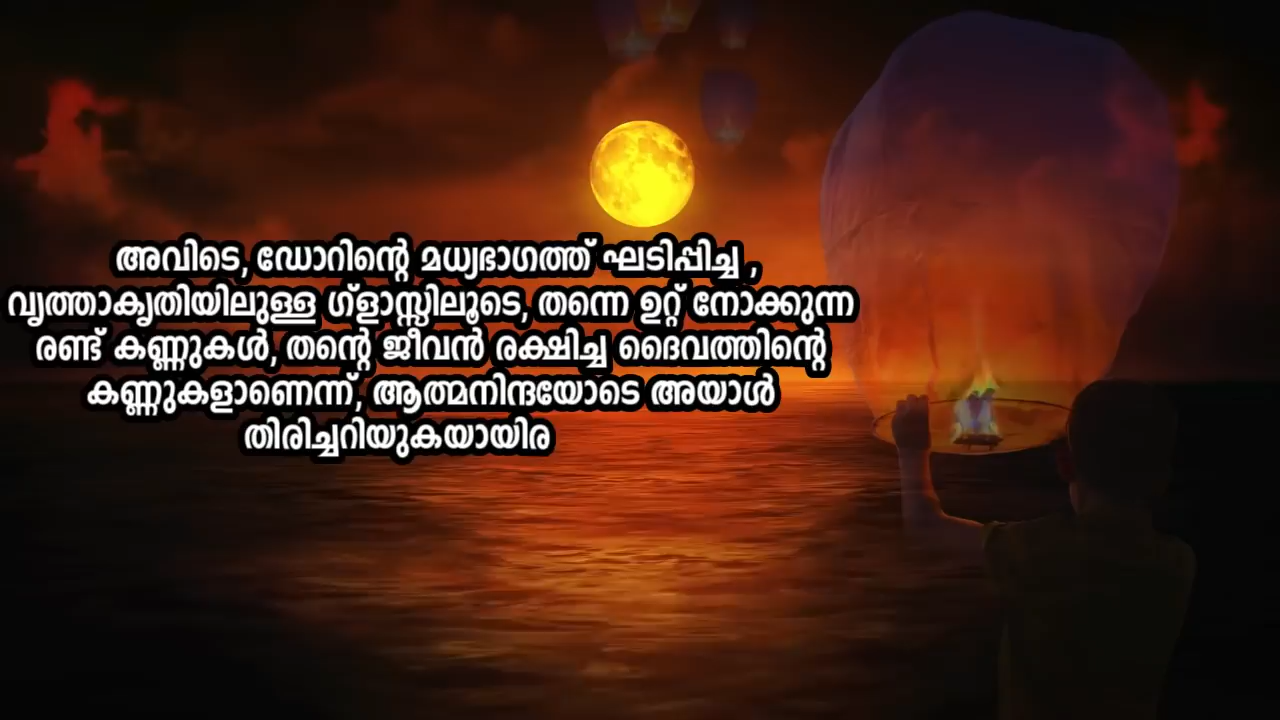 അവിടെ, ഡോറിന്റെ മധ്യഭാഗത്ത് ഘടിപ്പിച്ച ,
വൃത്താകൃതിയിലുള്ള ഗ്ളാസ്സിലൂടെ, തന്നെ ഉറ്റ് നോക്കുന്ന
രണ്ട് കണ്ണുകൾ, തന്റെ ജീവൻ രക്ഷിച്ച ദൈവത്തിന്റെ
കണ്ണുകളാണെന്ന്, ആത്മനിന്ദയോടെ അയാൾ
തിരിച്ചറിയുകയായിര